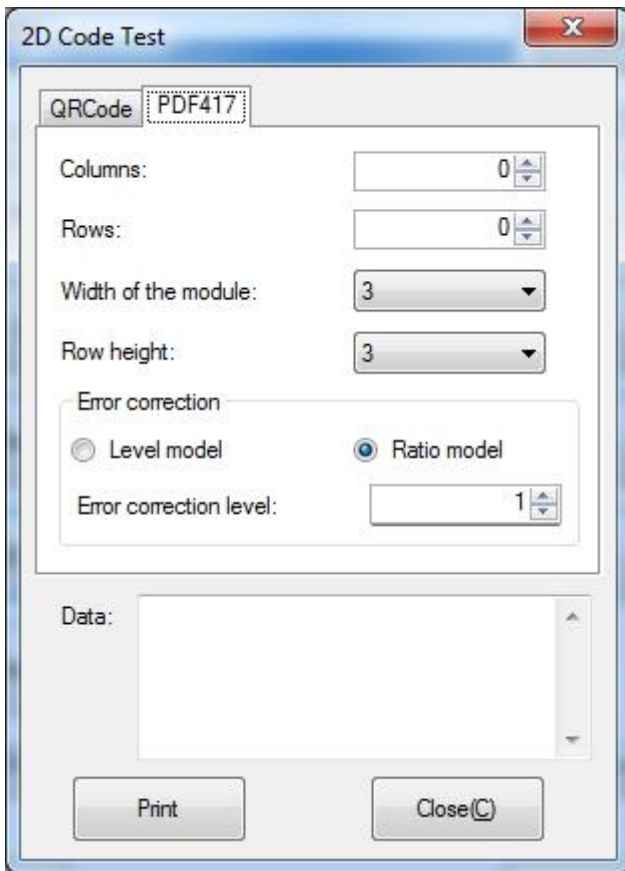 2D Code Test
QRCode PDF417
Columns: 0
Rows: 0
Width of the module: 3
Row height: 3
Error correction
Level model Ratio model
Error correction level: 1
Data:
Print Close(C)